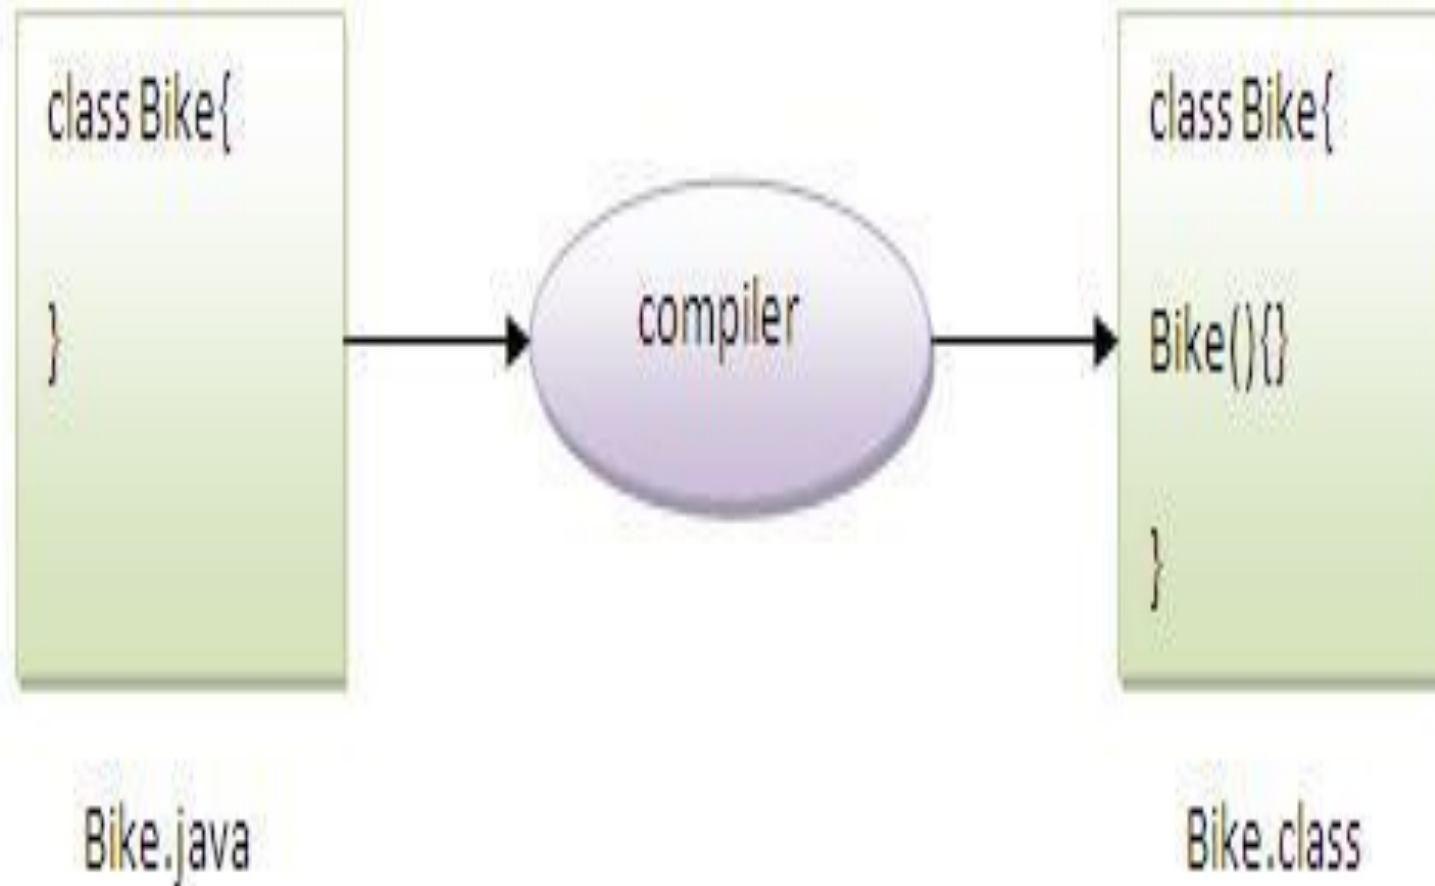 class Bike{
}
Bike.java
compiler
class Bike{
Bike(){}
}
Bike.class